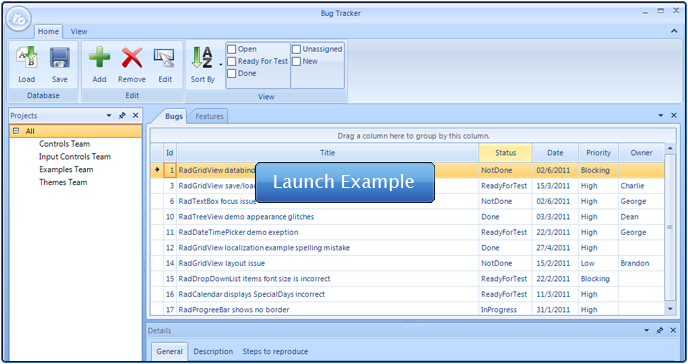 Bug Tracker
Home View
Load Save
Database
Add Remove Edit
Edit
Sort By
Open Unassigned
Ready For Test New
Done
View
Projects
All
Controls Team
Input Controls Team
Examples Team
Themes Team
Bugs Features
Drag a column here to group by this column.
Id Title Status Date Priority Owner
1 RadGridView databind NotDone 02/6/2011 Blocking
3 RadGridView save/loa ReadyForTest 15/3/2011 High Charlie
Launch Example
6 RadTextBox focus issue NotDone 02/6/2011 High George
10 RadTreeView demo appearance glitches Done 03/3/2011 High Dean
11 RadDateTimePicker demo exeption ReadyForTest 22/3/2011 High George
12 RadGridView localization example spelling mistake Done 27/4/2011 High
14 RadGridView layout issue NotDone 15/2/2011 Low Brandon
15 RadDropDownList items font size is incorrect ReadyForTest 22/2/2011 Blocking
16 RadCalendar displays SpecialDays incorrect ReadyForTest 11/3/2011 High
17 RadProgreeBar shows no border InProgress 31/1/2011 High
Details
General Description Steps to reproduce